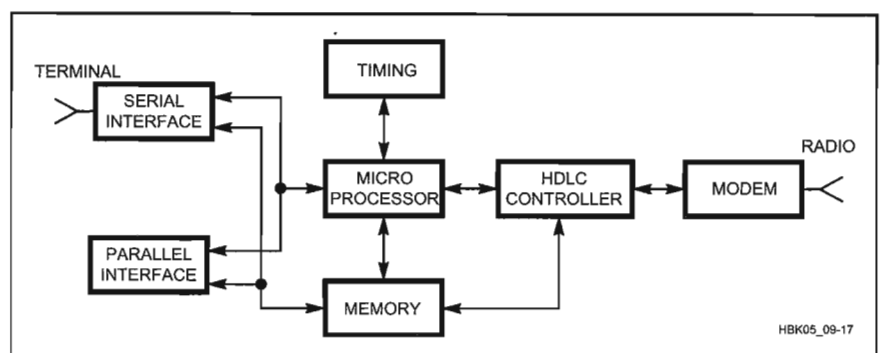 TERMINAL
SERIAL
INTERFACE
TIMING
RADIO
MICRO
PROCESSOR
HDLC
CONTROLLER
MODEM
PARALLEL
INTERFACE
MEMORY
HBK05_09-17